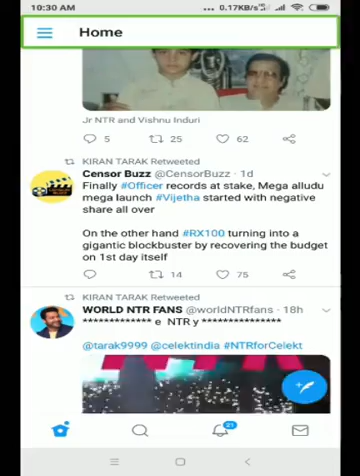 10:30 AM ... 0.17KB/s
Home
Jr NTR and Vishnu Induri
5 25 62
KIRAN TARAK Retweeted
Censor Buzz @CensorBuzz · 1d
Finally #Officer records at stake, Mega alludu
mega launch #Vijetha started with negative
share all over
On the other hand #RX100 turning into a
gigantic blockbuster by recovering the budget
on 1st day itself
14 75
KIRAN TARAK Retweeted
WORLD NTR FANS @worldNTRfans · 18h
************* e NTR y ***************
@tarak9999 @celektindia #NTRforCelekt
21